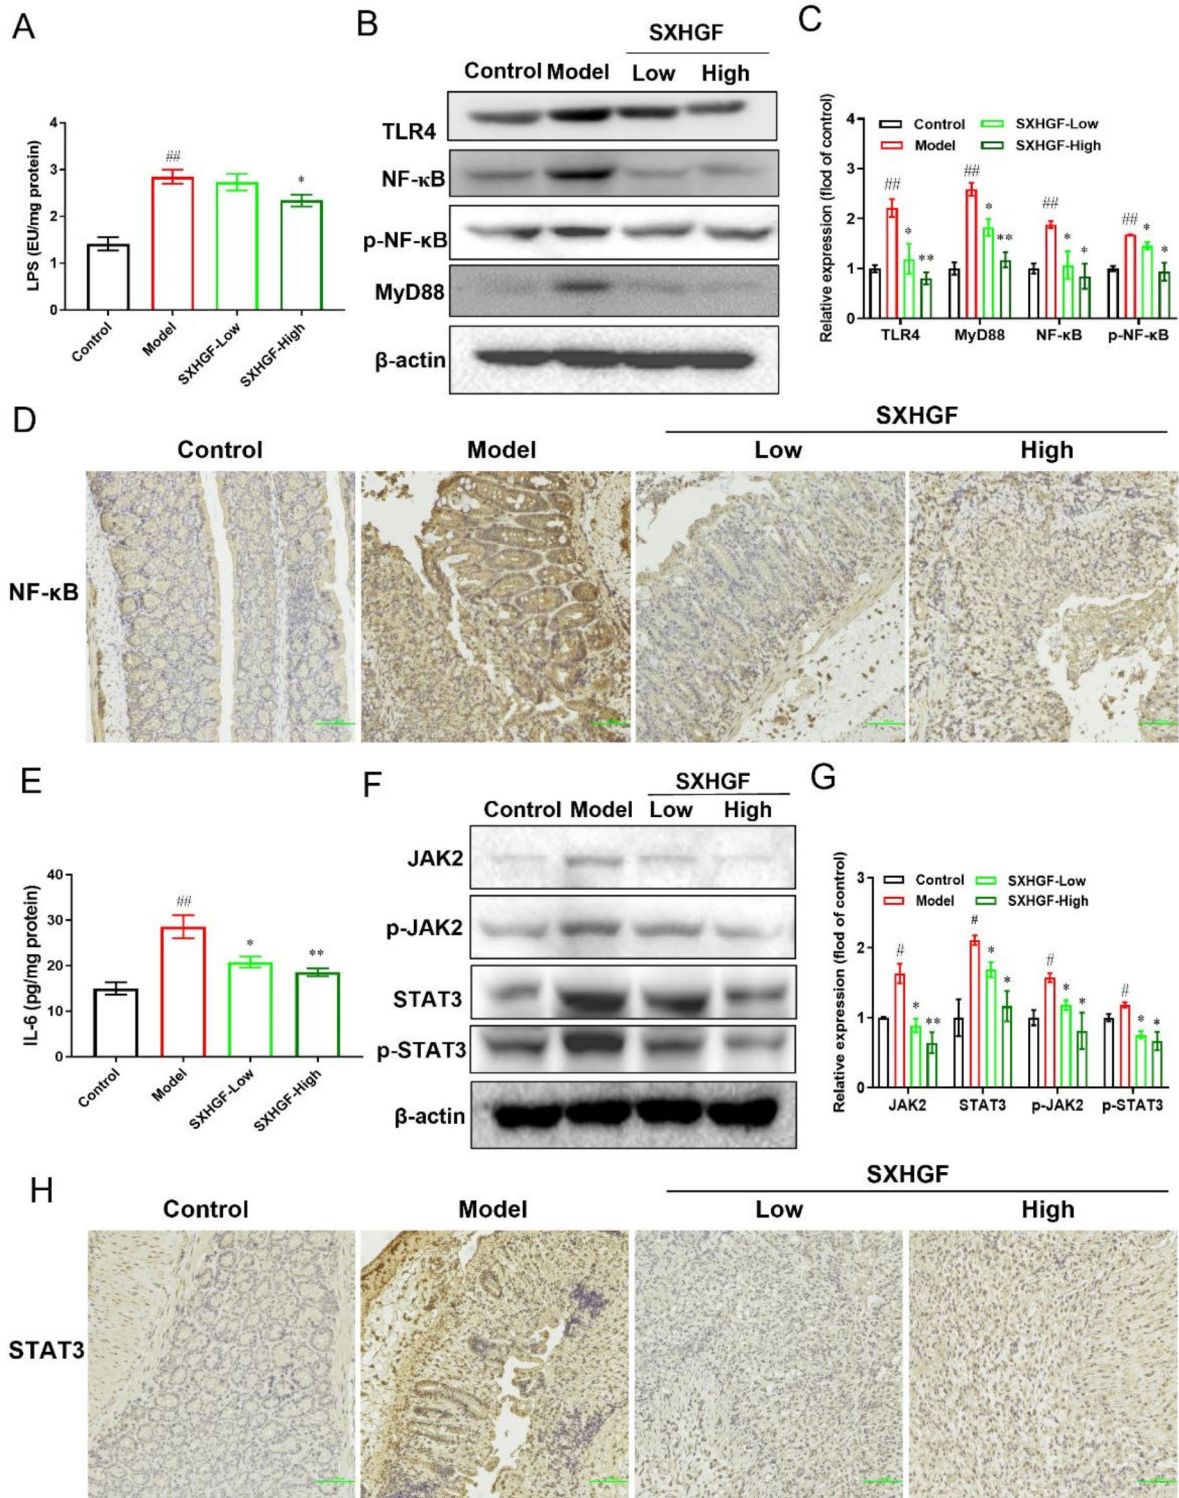 A
LPS (EU/mg protein)
4
3
2
1
0
##
*
Control
Model
SXHGF-Low
SXHGF-High
B
SXHGF
Control Model Low High
TLR4
NF-κB
p-NF-κB
MyD88
β-actin
C
Relative expression (flod of control)
4
3
2
1
0
Control
Model
SXHGF-Low
SXHGF-High
## * **
## * **
## * *
## * *
TLR4 MyD88 NF-κB p-NF-κB
D
SXHGF
Control Model Low High
NF-κB
E
IL-6 (pg/mg protein)
40
30
20
10
0
##
*
**
Control
Model
SXHGF-Low
SXHGF-High
F
SXHGF
Control Model Low High
JAK2
p-JAK2
STAT3
p-STAT3
β-actin
G
Relative expression (flod of control)
3
2
1
0
Control
Model
SXHGF-Low
SXHGF-High
# * **
# * *
# * *
# * *
JAK2 STAT3 p-JAK2 p-STAT3
H
SXHGF
Control Model Low High
STAT3